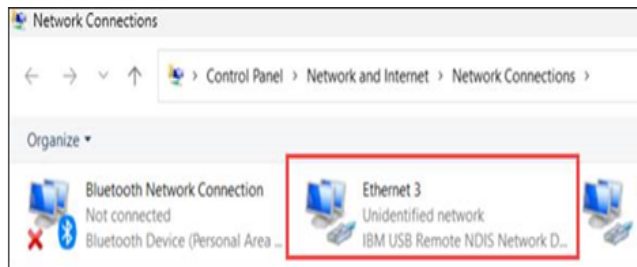 Network Connections
Control Panel > Network and Internet > Network Connections >
Organize
Bluetooth Network Connection
Not connected
Bluetooth Device (Personal Area ...
Ethernet 3
Unidentified network
IBM USB Remote NDIS Network D...